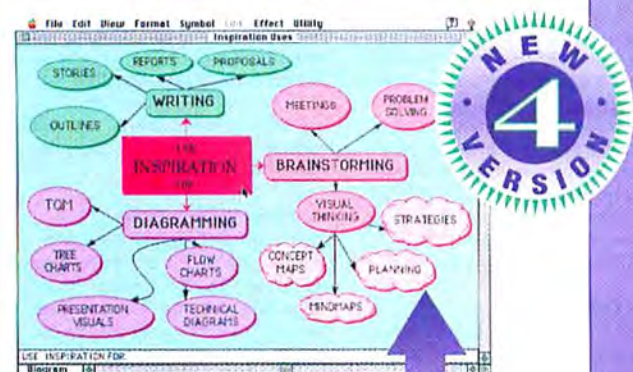 File Edit View Format Symbol Effect Utility
Inspiration Uses
NEW
4
VERSION
STORIES
REPORTS
PROPOSALS
WRITING
OUTLINES
MEETINGS
PROBLEM
SOLVING
USE
INSPIRATION
FOR
BRAINSTORMING
TQM
DIAGRAMMING
VISUAL
THINKING
STRATEGIES
TREE
CHARTS
FLOW
CHARTS
CONCEPT
MAPS
PLANNING
MINDMAPS
PRESENTATION
VISUALS
TECHNICAL
DIAGRAMS
USE INSPIRATION FOR
Diagram